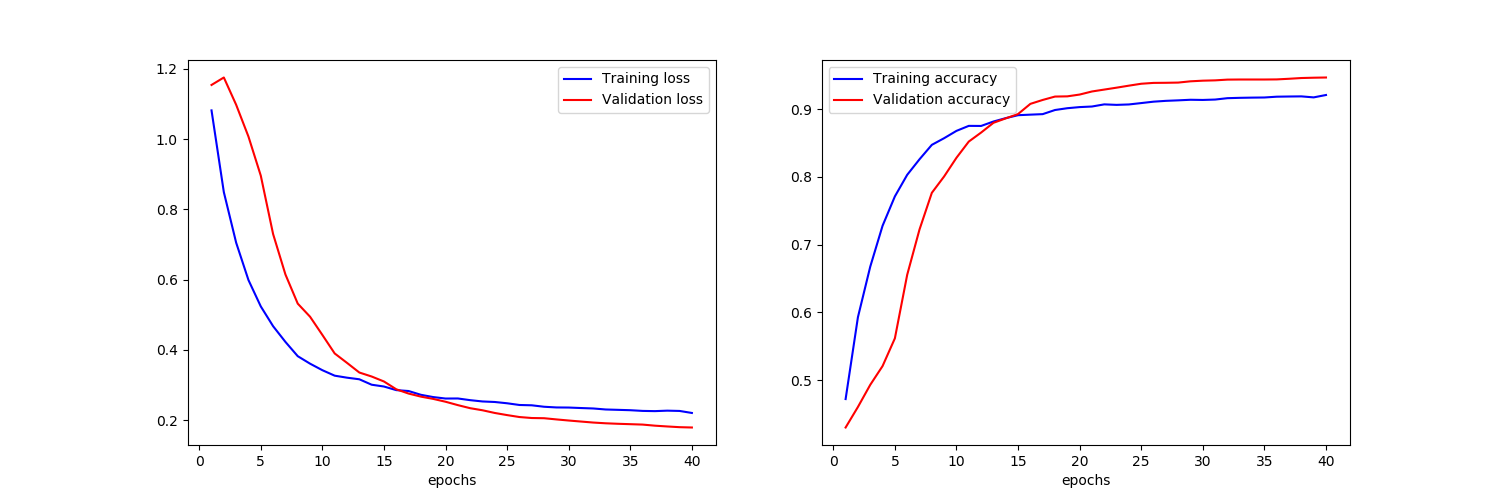 Training loss
Validation loss
1.2
1.0
0.8
0.6
0.4
0.2
0 5 10 15 20 25 30 35 40
epochs
Training accuracy
Validation accuracy
0.9
0.8
0.7
0.6
0.5
0 5 10 15 20 25 30 35 40
epochs